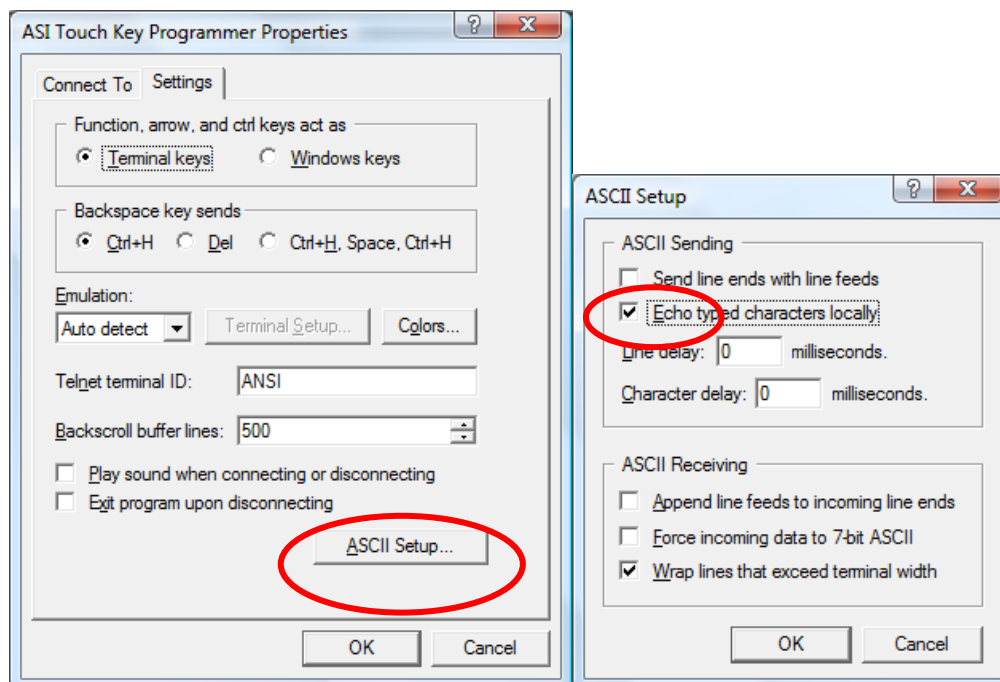 ASI Touch Key Programmer Properties
Connect To Settings
Function, arrow, and ctrl keys act as
Terminal keys Windows keys
Backspace key sends
Ctrl+H Del Ctrl+H, Space, Ctrl+H
Emulation:
Auto detect Terminal Setup... Colors...
Telnet terminal ID: ANSI
Backscroll buffer lines: 500
Play sound when connecting or disconnecting
Exit program upon disconnecting
ASCII Setup...
OK Cancel
ASCII Setup
ASCII Sending
Send line ends with line feeds
Echo typed characters locally
Line delay: 0 milliseconds.
Character delay: 0 milliseconds.
ASCII Receiving
Append line feeds to incoming line ends
Force incoming data to 7-bit ASCII
Wrap lines that exceed terminal width
OK Cancel